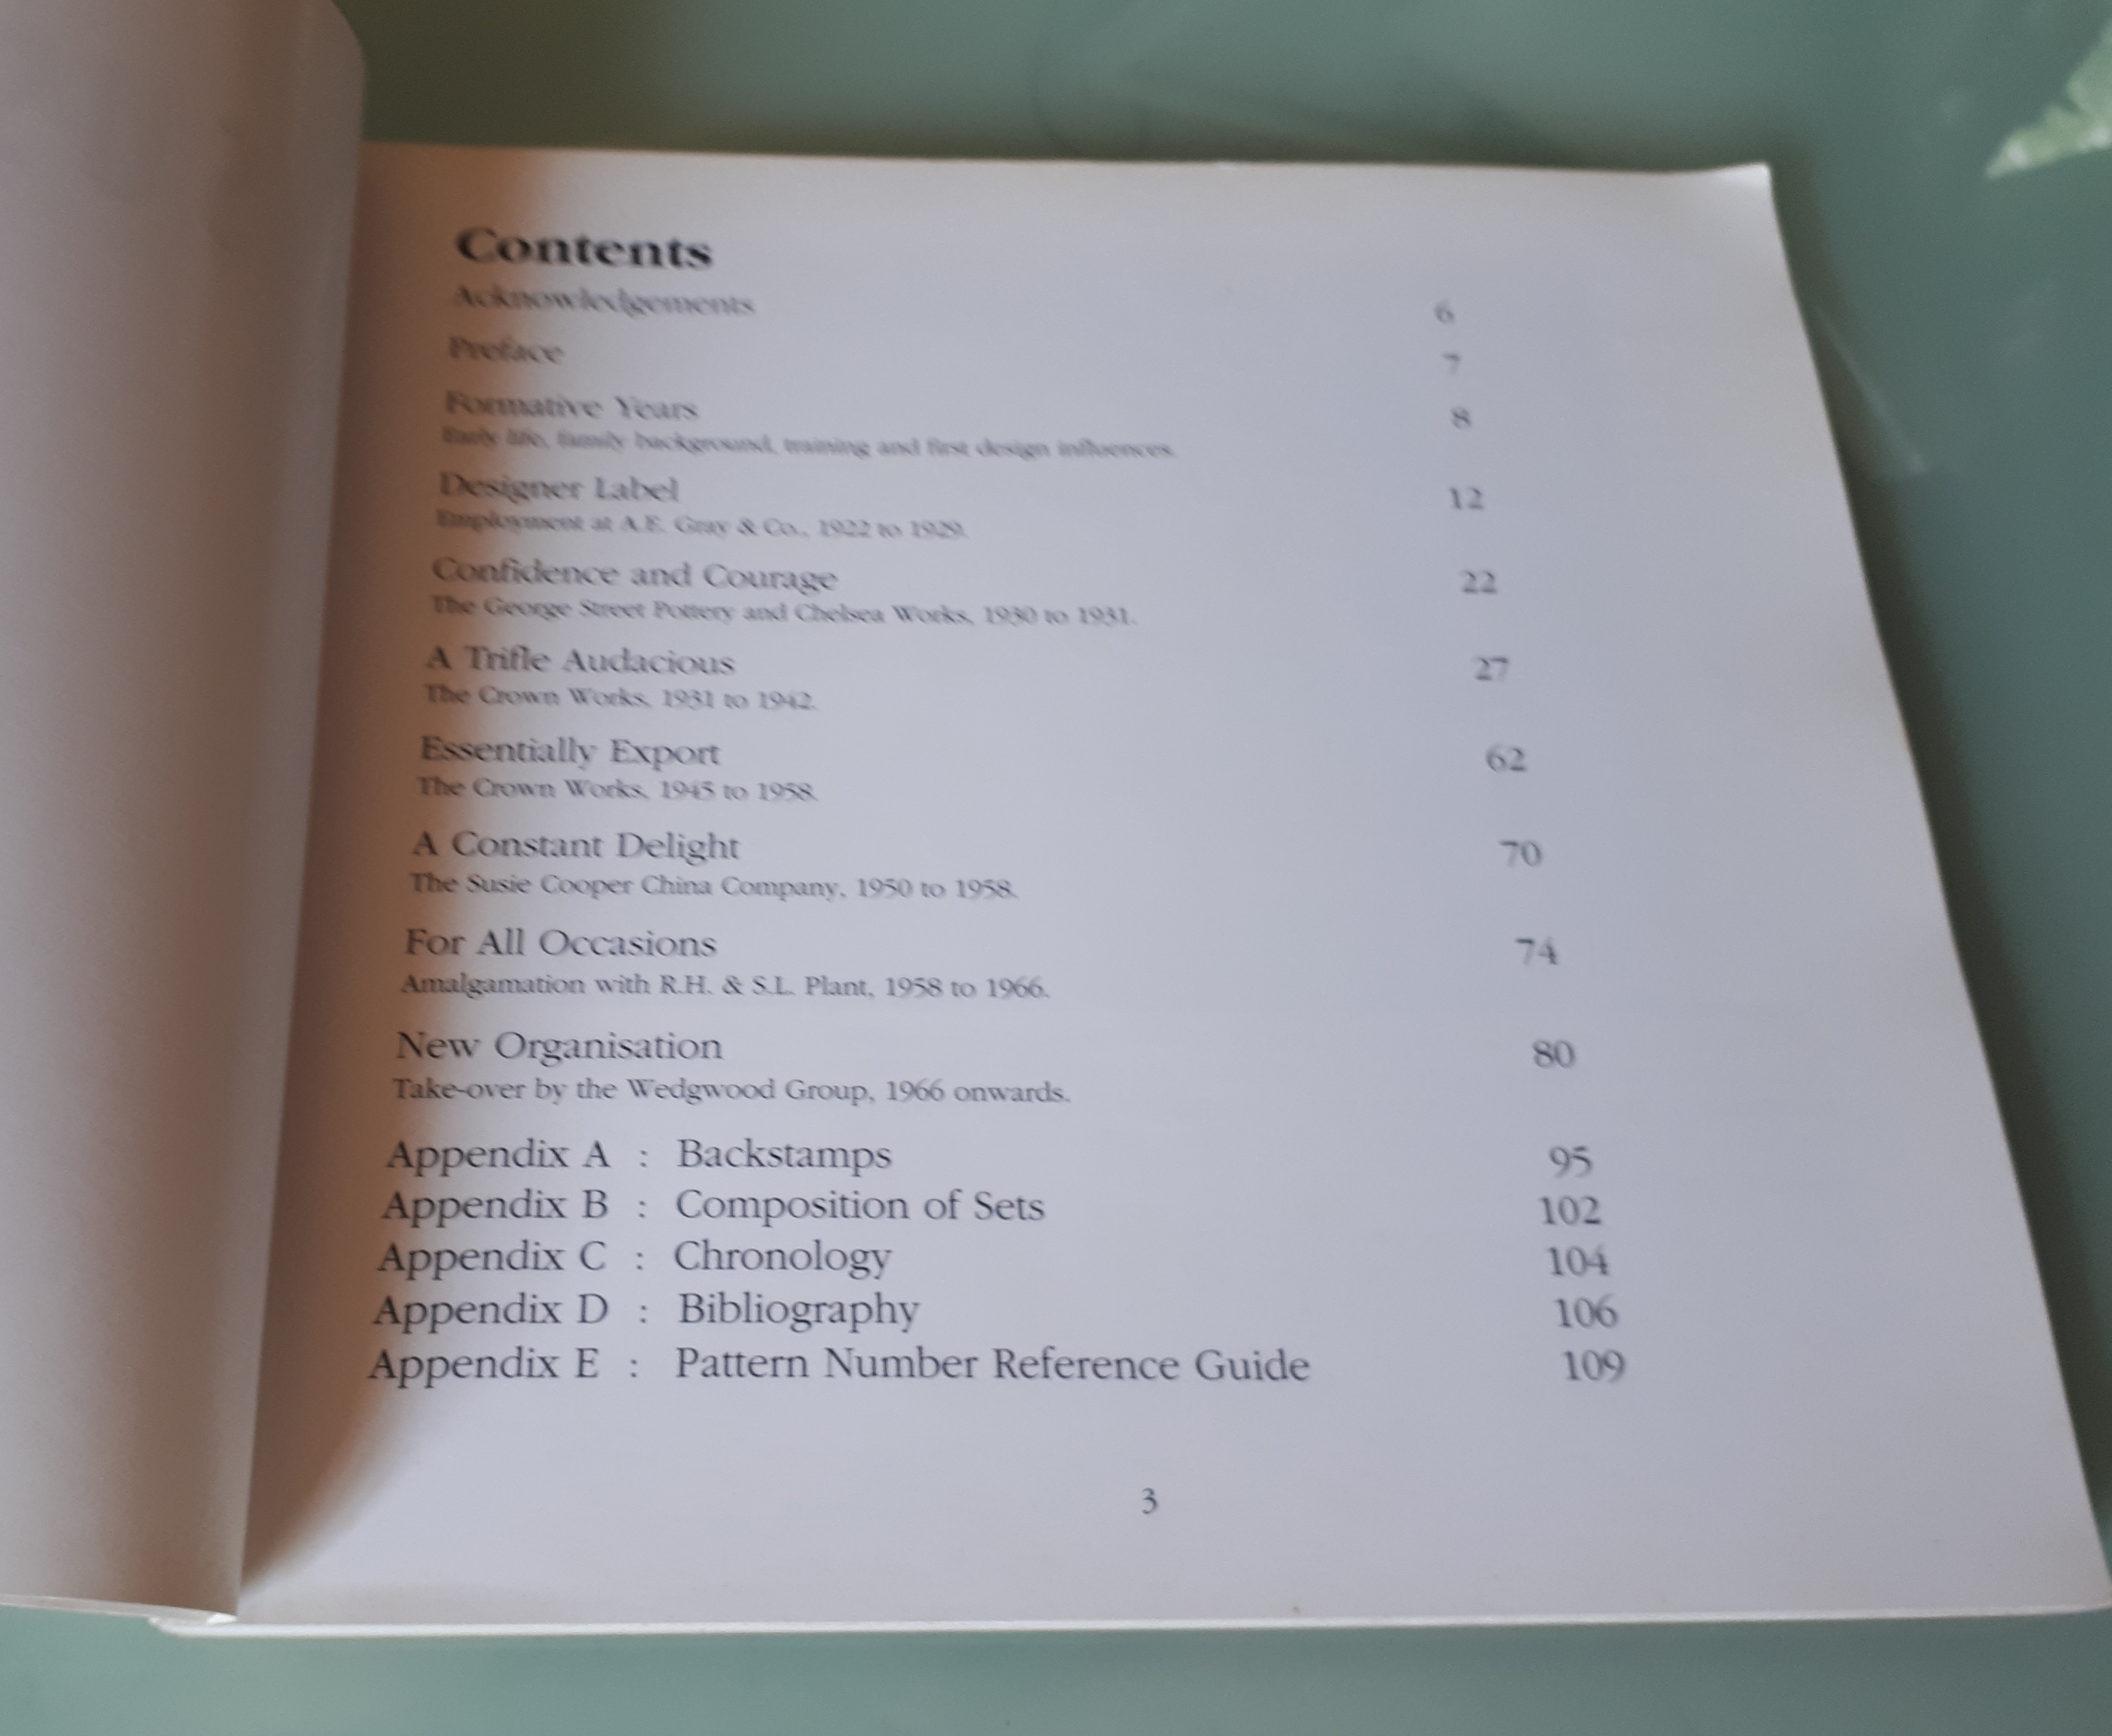 Contents
Acknowledgements 6
Preface 7
Formative Years 8
Early life, family background, training and first design influences.
Designer Label 12
Employment at A.E. Gray & Co., 1922 to 1929.
Confidence and Courage 22
The George Street Pottery and Chelsea Works, 1930 to 1931.
A Trifle Audacious 27
The Crown Works, 1931 to 1942.
Essentially Export 62
The Crown Works, 1945 to 1958.
A Constant Delight 70
The Susie Cooper China Company, 1950 to 1958.
For All Occasions 74
Amalgamation with R.H. & S.L. Plant, 1958 to 1966.
New Organisation 80
Take-over by the Wedgwood Group, 1966 onwards.
Appendix A : Backstamps 95
Appendix B : Composition of Sets 102
Appendix C : Chronology 104
Appendix D : Bibliography 106
Appendix E : Pattern Number Reference Guide 109
3